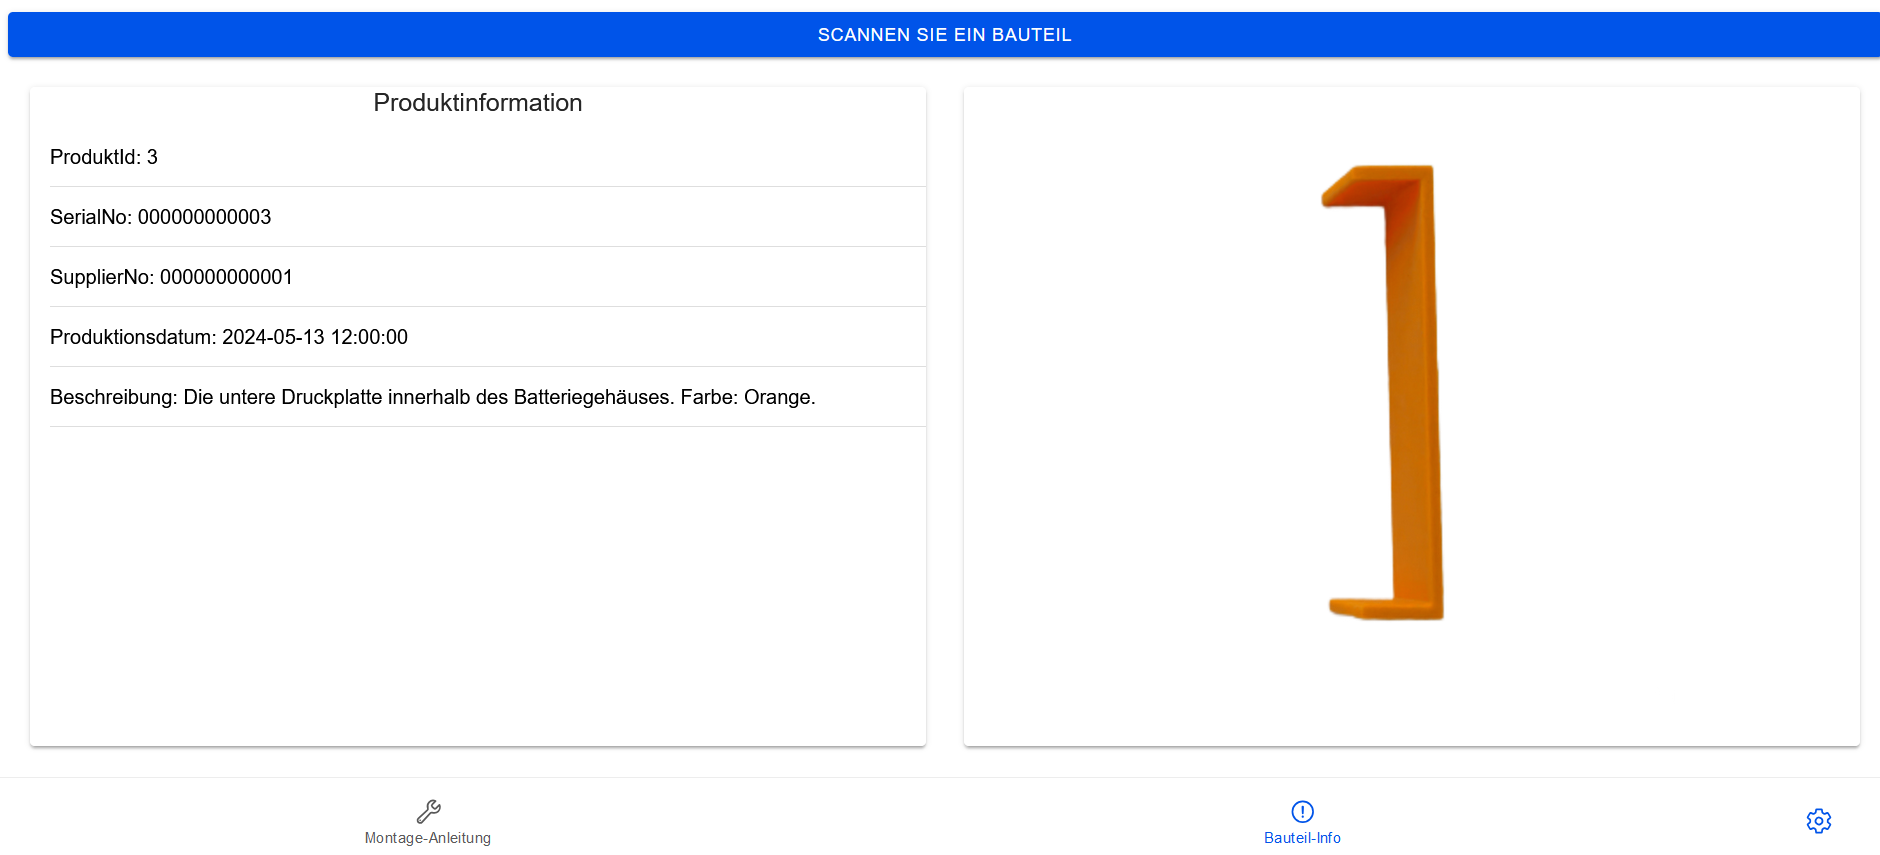 SCANNEN SIE EIN BAUTEIL
Produktinformation
ProduktId: 3
SerialNo: 000000000003
SupplierNo: 000000000001
Produktionsdatum: 2024-05-13 12:00:00
Beschreibung: Die untere Druckplatte innerhalb des Batteriegehäuses. Farbe: Orange.
Montage-Anleitung
Bauteil-Info